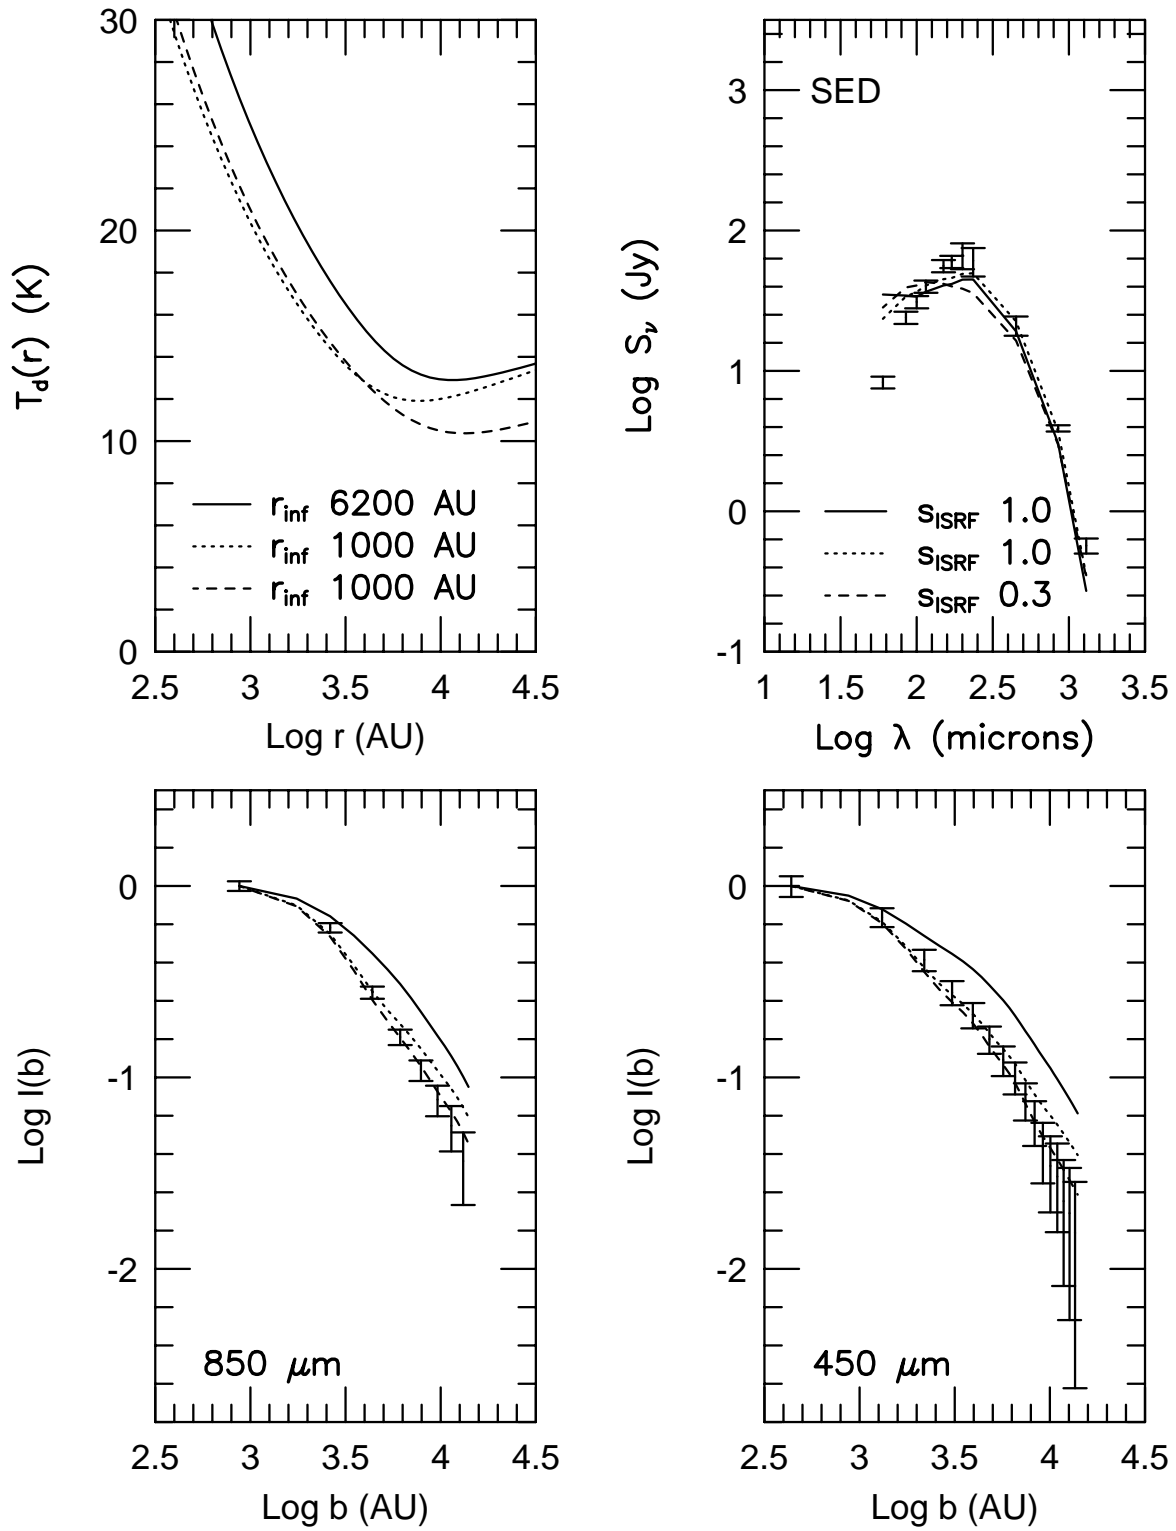 30
20
10
0
T_d(r) (K)
r_inf 6200 AU
r_inf 1000 AU
r_inf 1000 AU
2.5 3 3.5 4 4.5
Log r (AU)
SED
3
2
1
0
-1
Log S_ν (Jy)
s_ISRF 1.0
s_ISRF 1.0
s_ISRF 0.3
1 1.5 2 2.5 3 3.5
Log λ (microns)
0
-1
-2
Log I(b)
850 μm
2.5 3 3.5 4 4.5
Log b (AU)
0
-1
-2
Log I(b)
450 μm
2.5 3 3.5 4 4.5
Log b (AU)